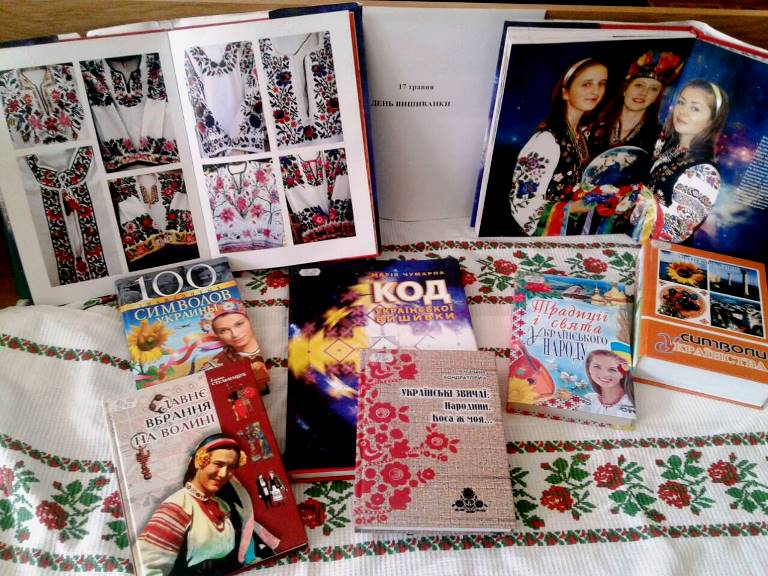 17 травня
ДЕНЬ ВИШИВАНКИ
100
СИМВОЛОВ
УКРАИНЫ
МАРІЯ ЧУМАРНА
КОД
УКРАЇНСЬКОЇ
ВИШИВКИ
Традиції
і свята
Українського
народу
СИМВОЛИ
УКРАЇНСТВА
ДАВНЄ
ВБРАННЯ
НА ВОЛИНІ
УКРАЇНСЬКІ ЗВИЧАЇ:
Народини.
Коса ж моя...